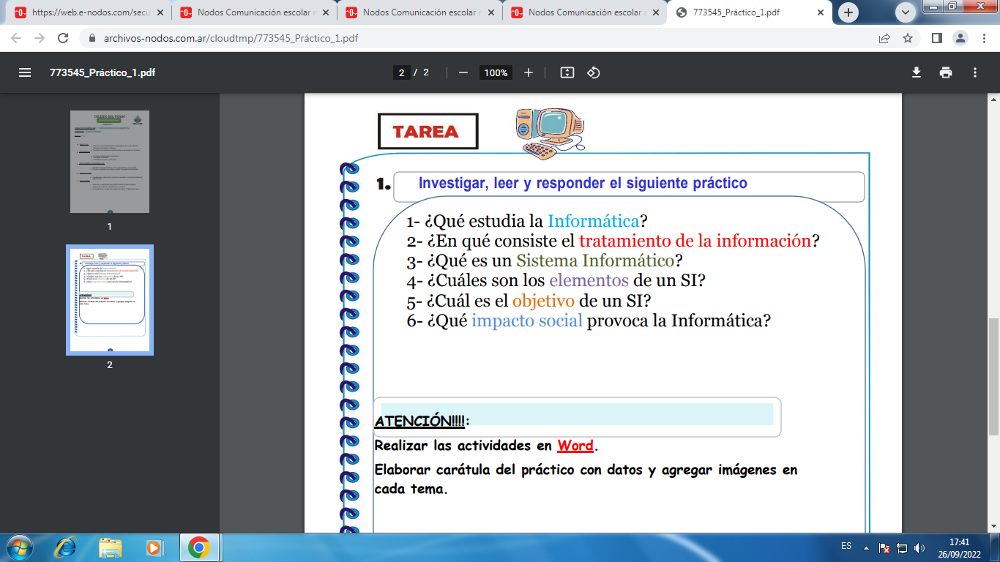 https://web.e-nodos.com/secu
Nodos Comunicación escolar
Nodos Comunicación escolar
Nodos Comunicación escolar
773545_Práctico_1.pdf
archivos-nodos.com.ar/cloudtmp/773545_Práctico_1.pdf
773545_Práctico_1.pdf
2 / 2
100%
COLEGIO DEL PRADO
1
2
TAREA
1. Investigar, leer y responder el siguiente práctico
1- ¿Qué estudia la Informática?
2- ¿En qué consiste el tratamiento de la información?
3- ¿Qué es un Sistema Informático?
4- ¿Cuáles son los elementos de un SI?
5- ¿Cuál es el objetivo de un SI?
6- ¿Qué impacto social provoca la Informática?
ATENCIÓN!!!!:
Realizar las actividades en Word.
Elaborar carátula del práctico con datos y agregar imágenes en
cada tema.
ES
17:41
26/09/2022